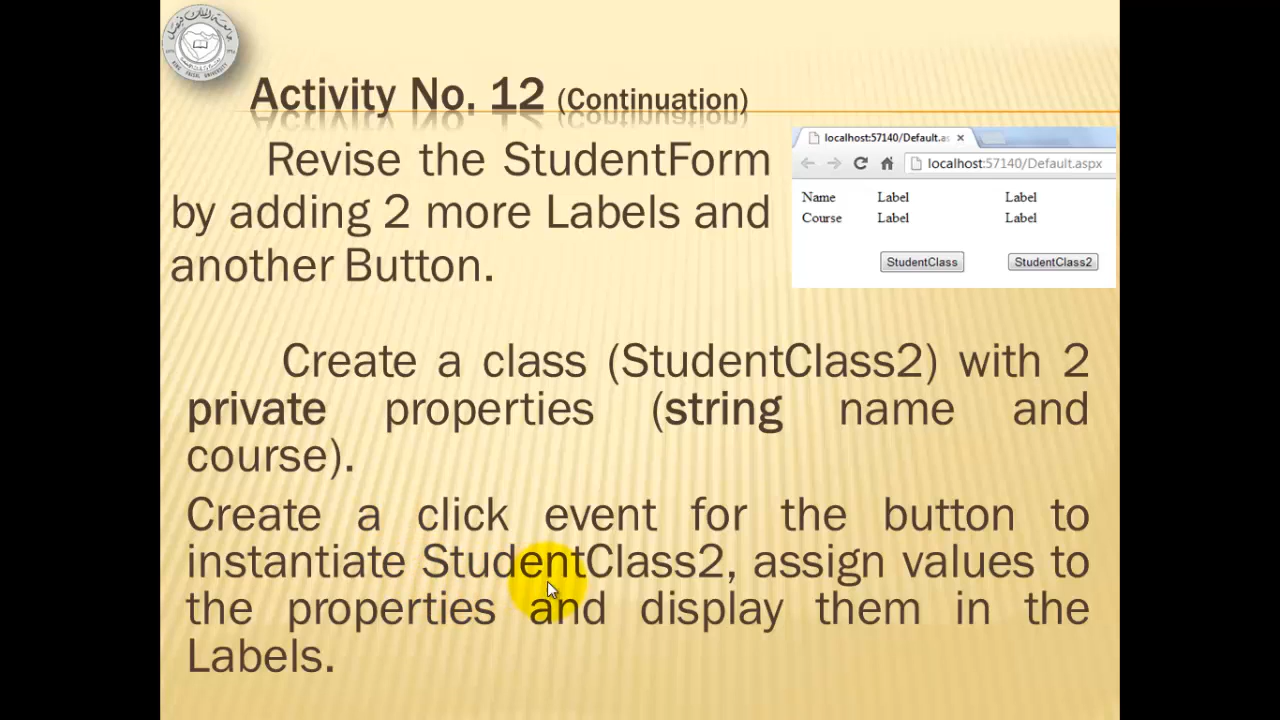 Activity No. 12 (Continuation)
Revise the StudentForm
by adding 2 more Labels and
another Button.
localhost:57140/Default.as
localhost:57140/Default.aspx
Name Label Label
Course Label Label
StudentClass StudentClass2
Create a class (StudentClass2) with 2
private properties (string name and
course).
Create a click event for the button to
instantiate StudentClass2, assign values to
the properties and display them in the
Labels.